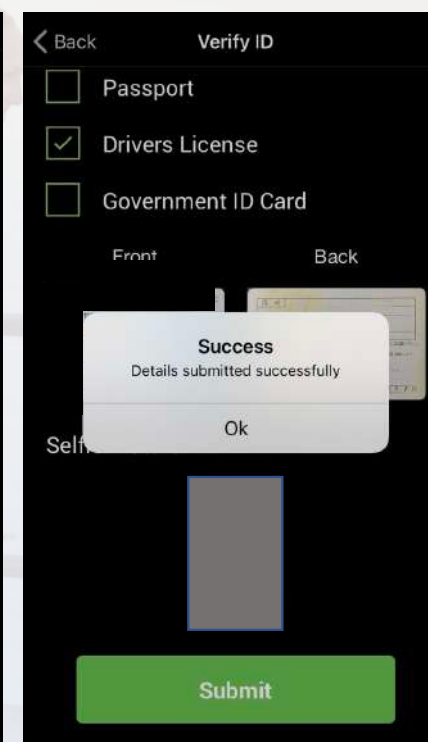 Back
Verify ID
Passport
Drivers License
Government ID Card
Front
Back
Success
Details submitted successfully
Ok
Submit